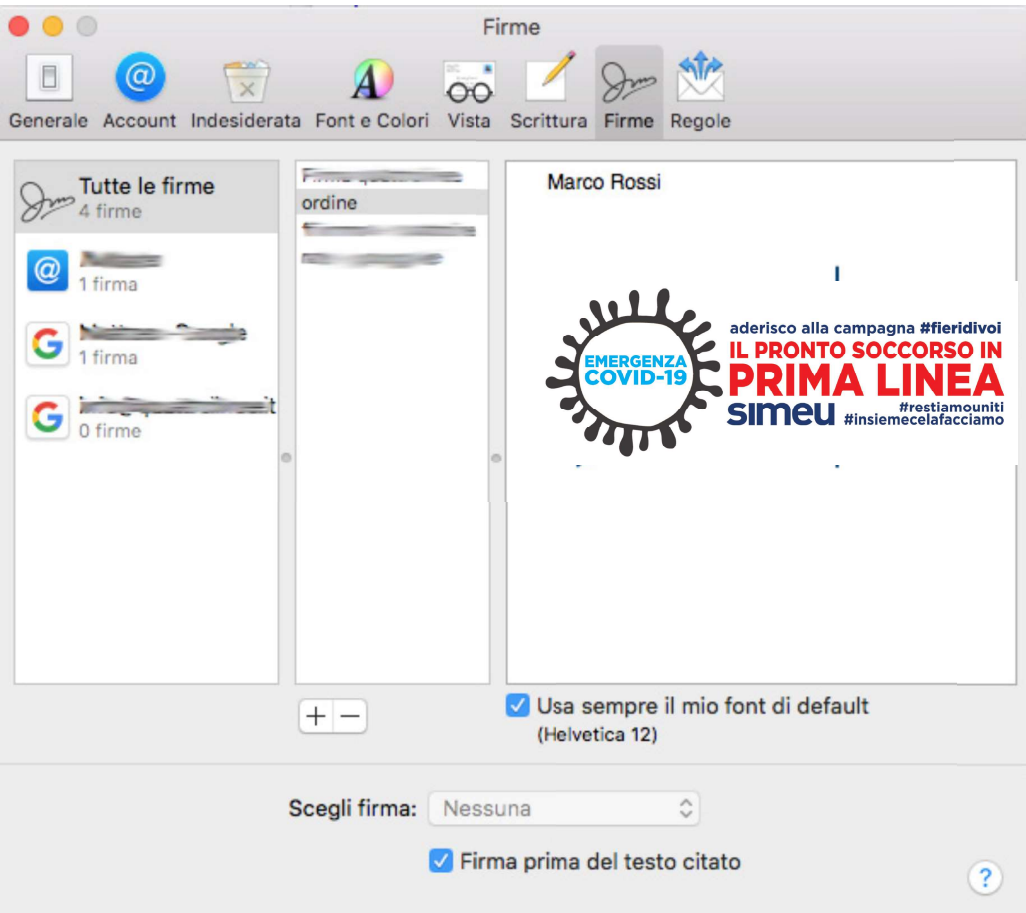 Firme
Generale Account Indesiderata Font e Colori Vista Scrittura Firme Regole
Tutte le firme
4 firme
1 firma
1 firma
0 firme
ordine
Marco Rossi
EMERGENZA
COVID-19
aderisco alla campagna #fieridivoi
IL PRONTO SOCCORSO IN
PRIMA LINEA
simeu #restiamouniti
#insiemecelafacciamo
Usa sempre il mio font di default
(Helvetica 12)
Scegli firma: Nessuna
Firma prima del testo citato
?